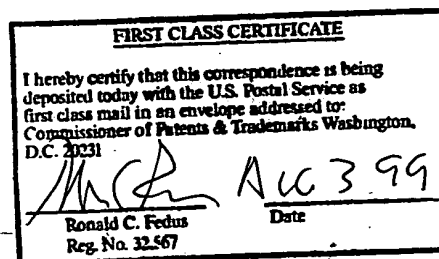 FIRST CLASS CERTIFICATE
I hereby certify that this correspondence is being
deposited today with the U.S. Postal Service as
first class mail in an envelope addressed to:
Commissioner of Patents & Trademarks Washington,
D.C. 20231
AUG 3 99
Ronald C. Fedus
Date
Reg. No. 32,567